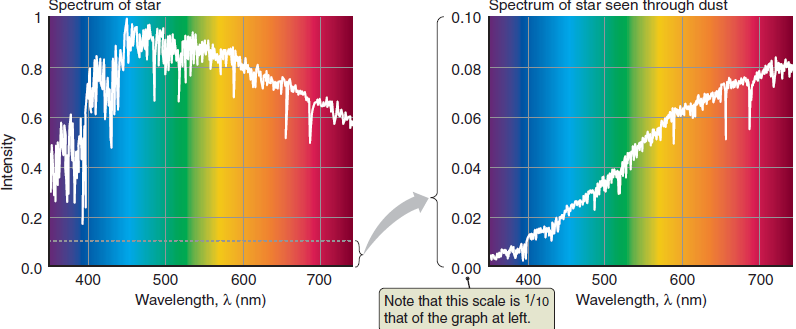 Spectrum of star
1
0.8
0.6
0.4
0.2
0.0
Intensity
400 500 600 700
Wavelength, λ (nm)
Spectrum of star seen through dust
0.10
0.08
0.06
0.04
0.02
0.00
400 500 600 700
Wavelength, λ (nm)
Note that this scale is 1/10
that of the graph at left.